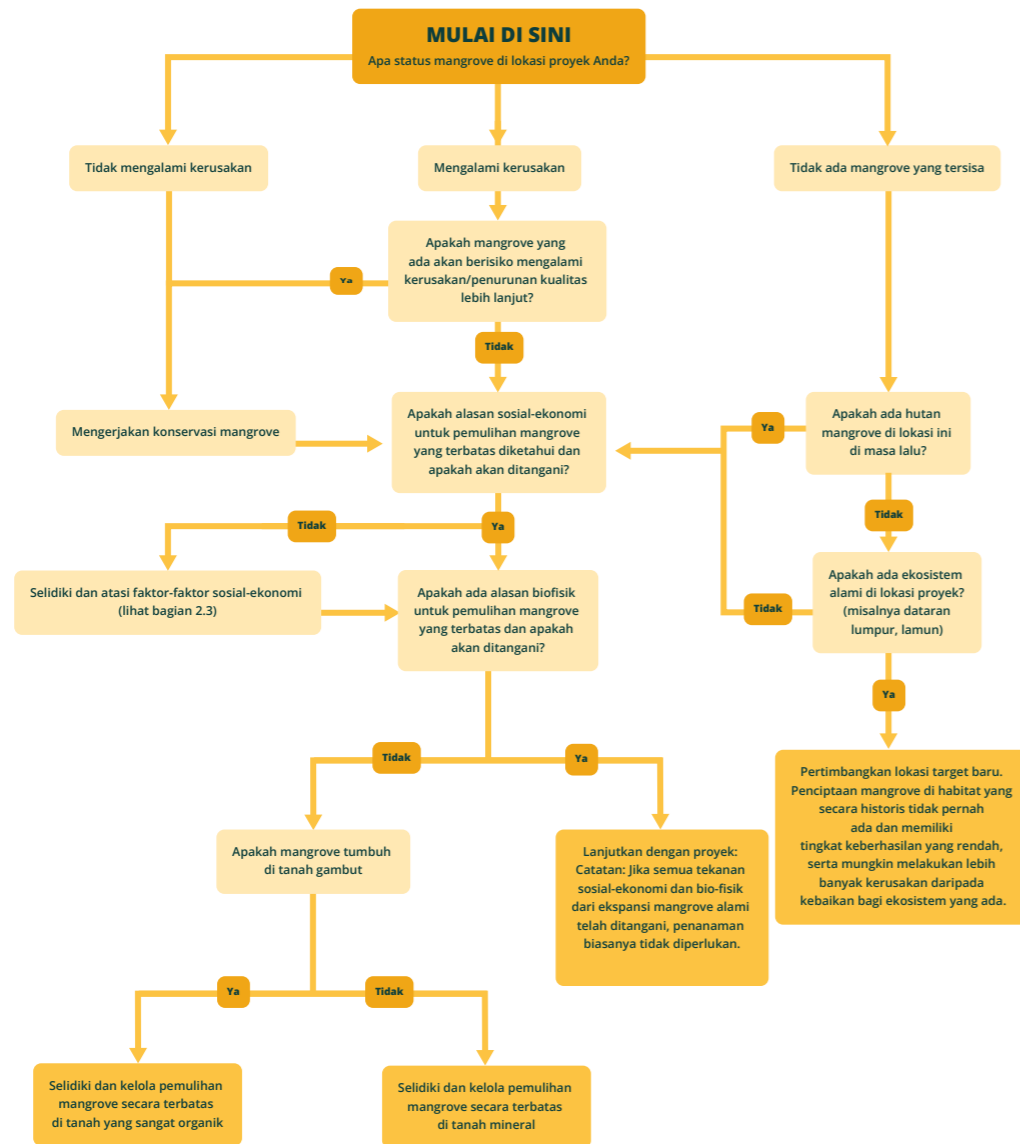 MULAI DI SINI
Apa status mangrove di lokasi proyek Anda?
Tidak mengalami kerusakan
Mengalami kerusakan
Tidak ada mangrove yang tersisa
Apakah mangrove yang
ada akan berisiko mengalami
kerusakan/penurunan kualitas
lebih lanjut?
Ya
Tidak
Mengerjakan konservasi mangrove
Apakah alasan sosial-ekonomi
untuk pemulihan mangrove
yang terbatas diketahui dan
apakah akan ditangani?
Ya
Apakah ada hutan
mangrove di lokasi ini
di masa lalu?
Tidak
Tidak
Ya
Selidiki dan atasi faktor-faktor sosial-ekonomi
(lihat bagian 2.3)
Apakah ada alasan biofisik
untuk pemulihan mangrove
yang terbatas dan apakah
akan ditangani?
Tidak
Apakah ada ekosistem
alami di lokasi proyek?
(misalnya dataran
lumpur, lamun)
Ya
Tidak
Ya
Pertimbangkan lokasi target baru.
Penciptaan mangrove di habitat yang
secara historis tidak pernah
ada dan memiliki
tingkat keberhasilan yang rendah,
serta mungkin melakukan lebih
banyak kerusakan daripada
kebaikan bagi ekosistem yang ada.
Apakah mangrove tumbuh
di tanah gambut
Lanjutkan dengan proyek:
Catatan: Jika semua tekanan
sosial-ekonomi dan bio-fisik
dari ekspansi mangrove alami
telah ditangani, penanaman
biasanya tidak diperlukan.
Ya
Tidak
Selidiki dan kelola pemulihan
mangrove secara terbatas
di tanah yang sangat organik
Selidiki dan kelola pemulihan
mangrove secara terbatas
di tanah mineral